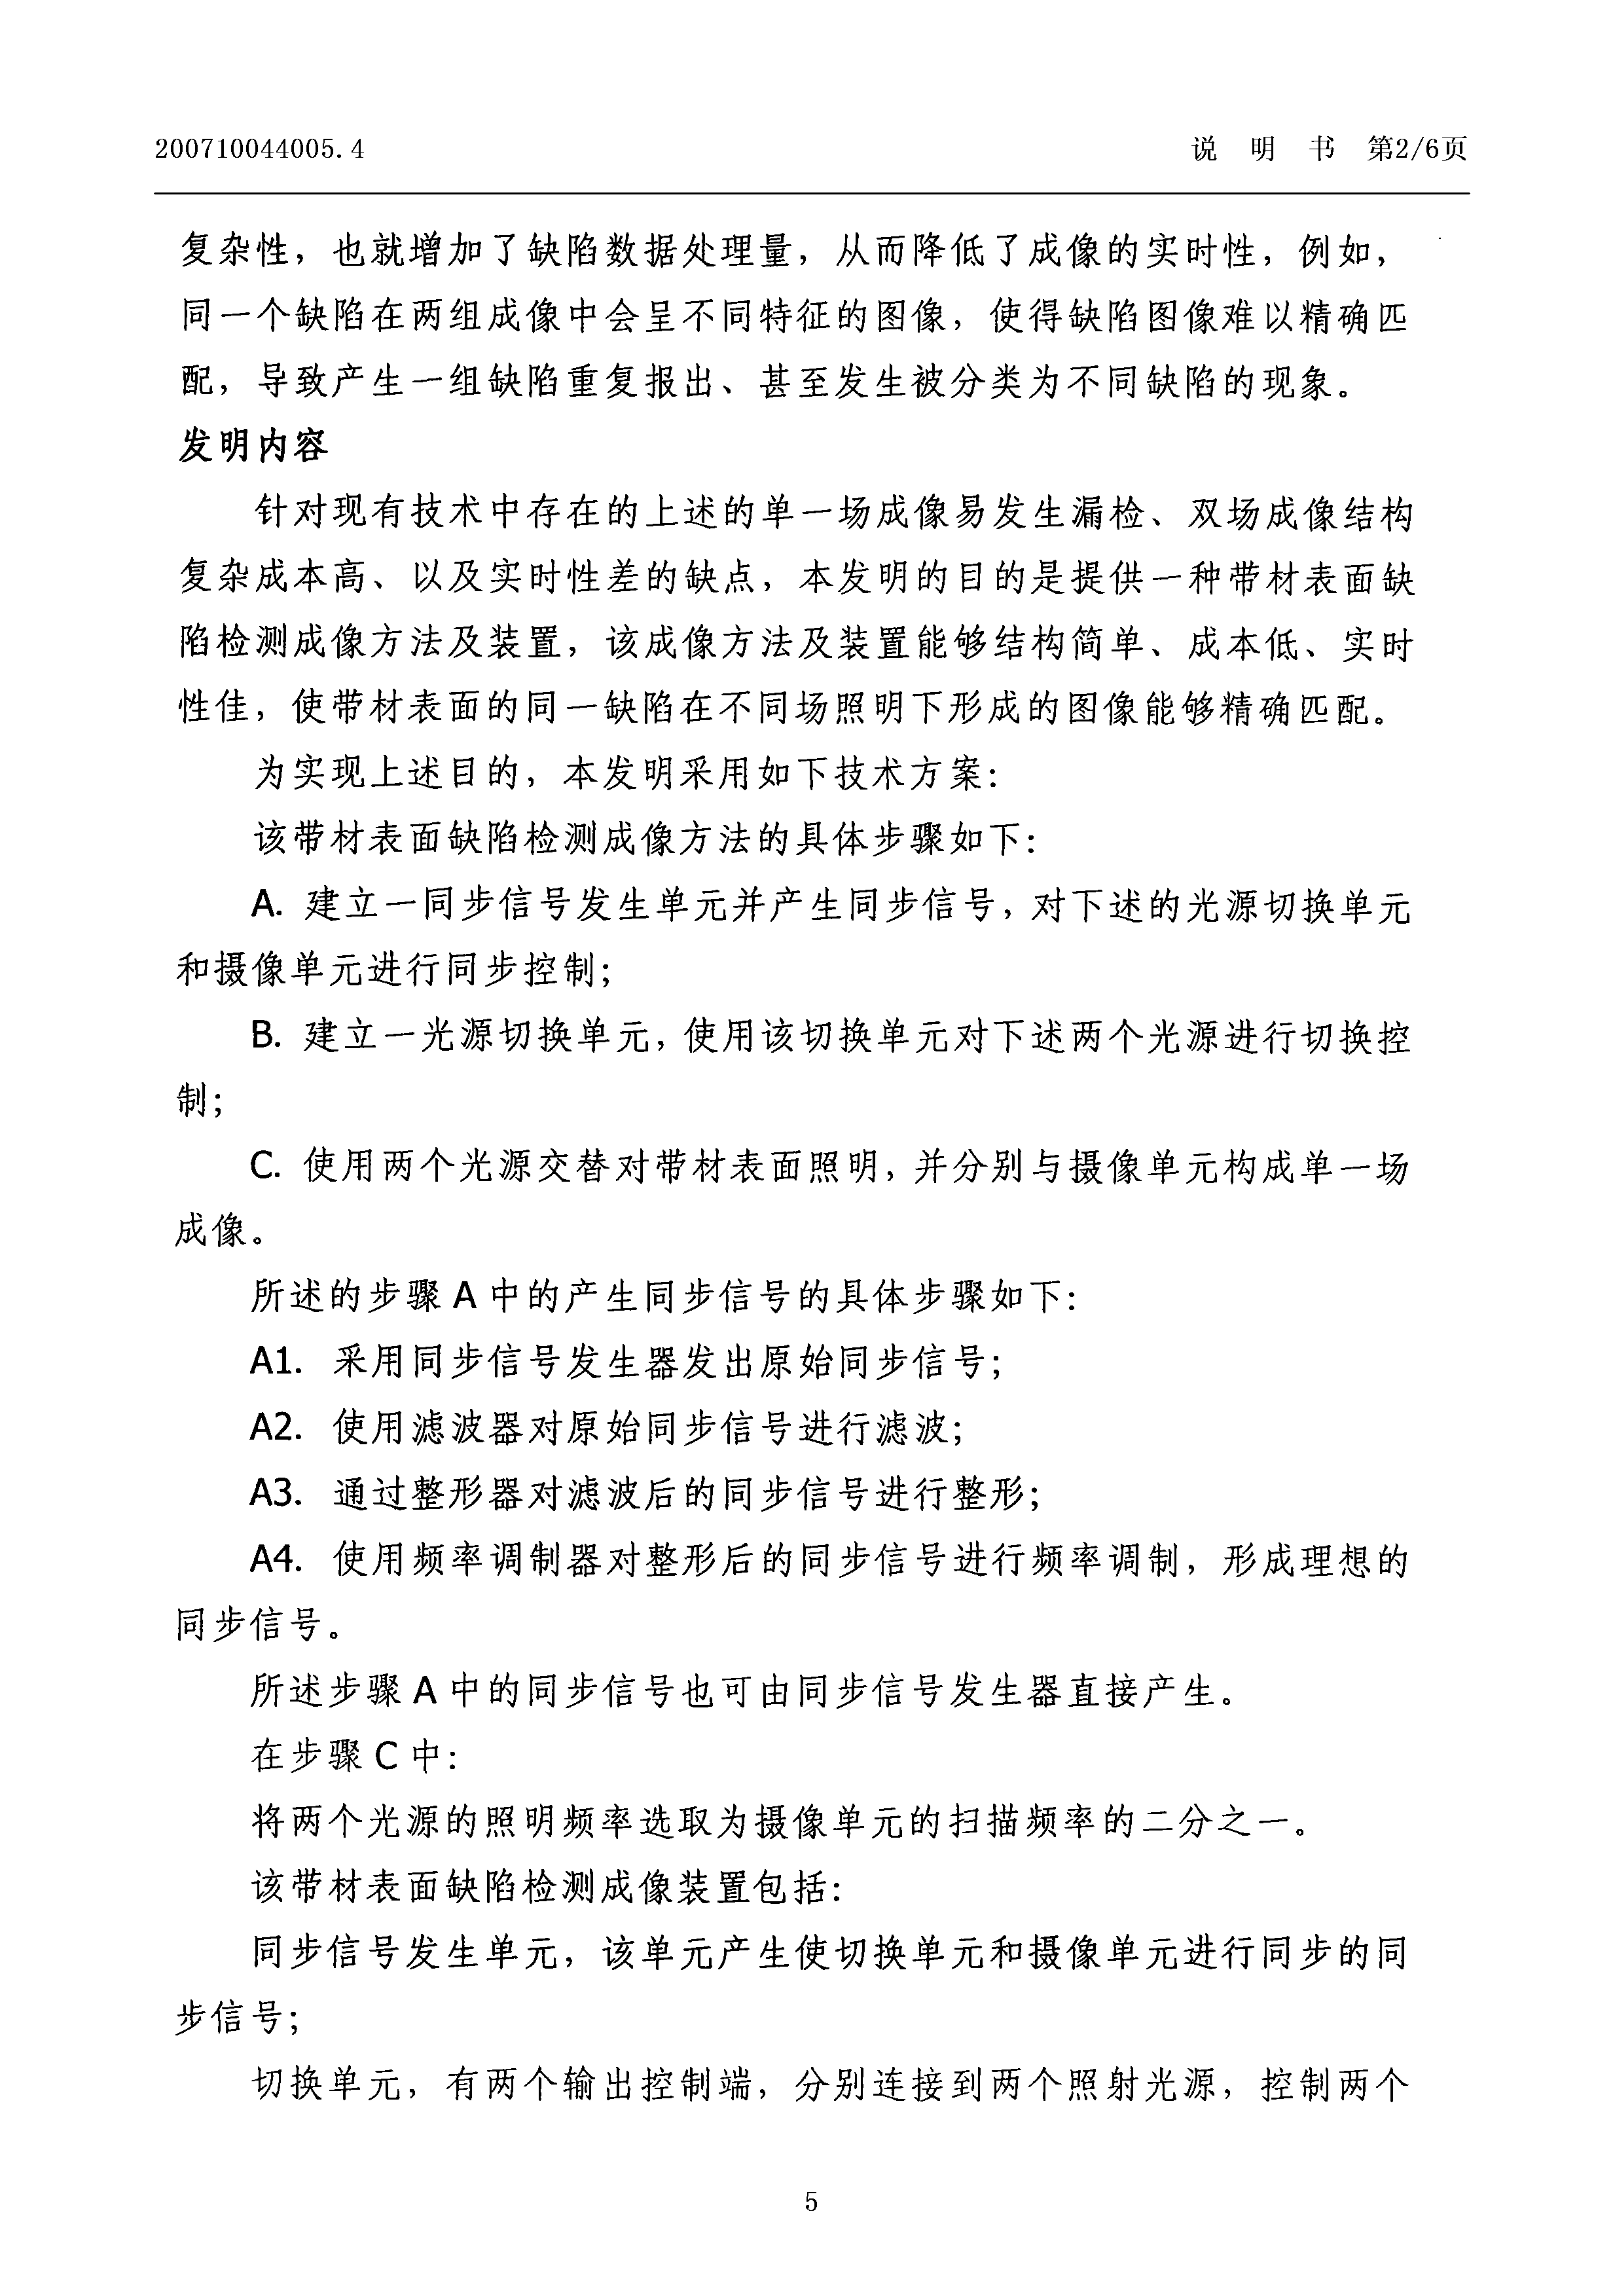 200710044005.4
说 明 书 第2/6页
复杂性，也就增加了缺陷数据处理量，从而降低了成像的实时性，例如，
同一个缺陷在两组成像中会呈不同特征的图像，使得缺陷图像难以精确匹
配，导致产生一组缺陷重复报出、甚至发生被分类为不同缺陷的现象。
发明内容
针对现有技术中存在的上述的单一场成像易发生漏检、双场成像结构
复杂成本高、以及实时性差的缺点，本发明的目的是提供一种带材表面缺
陷检测成像方法及装置，该成像方法及装置能够结构简单、成本低、实时
性佳，使带材表面的同一缺陷在不同场照明下形成的图像能够精确匹配。
为实现上述目的，本发明采用如下技术方案：
该带材表面缺陷检测成像方法的具体步骤如下：
A. 建立一同步信号发生单元并产生同步信号，对下述的光源切换单元
和摄像单元进行同步控制；
B. 建立一光源切换单元，使用该切换单元对下述两个光源进行切换控
制；
C. 使用两个光源交替对带材表面照明，并分别与摄像单元构成单一场
成像。
所述的步骤 A 中的产生同步信号的具体步骤如下：
A1. 采用同步信号发生器发出原始同步信号；
A2. 使用滤波器对原始同步信号进行滤波；
A3. 通过整形器对滤波后的同步信号进行整形；
A4. 使用频率调制器对整形后的同步信号进行频率调制，形成理想的
同步信号。
所述步骤 A 中的同步信号也可由同步信号发生器直接产生。
在步骤 C 中：
将两个光源的照明频率选取为摄像单元的扫描频率的二分之一。
该带材表面缺陷检测成像装置包括：
同步信号发生单元，该单元产生使切换单元和摄像单元进行同步的同
步信号；
切换单元，有两个输出控制端，分别连接到两个照射光源，控制两个
5